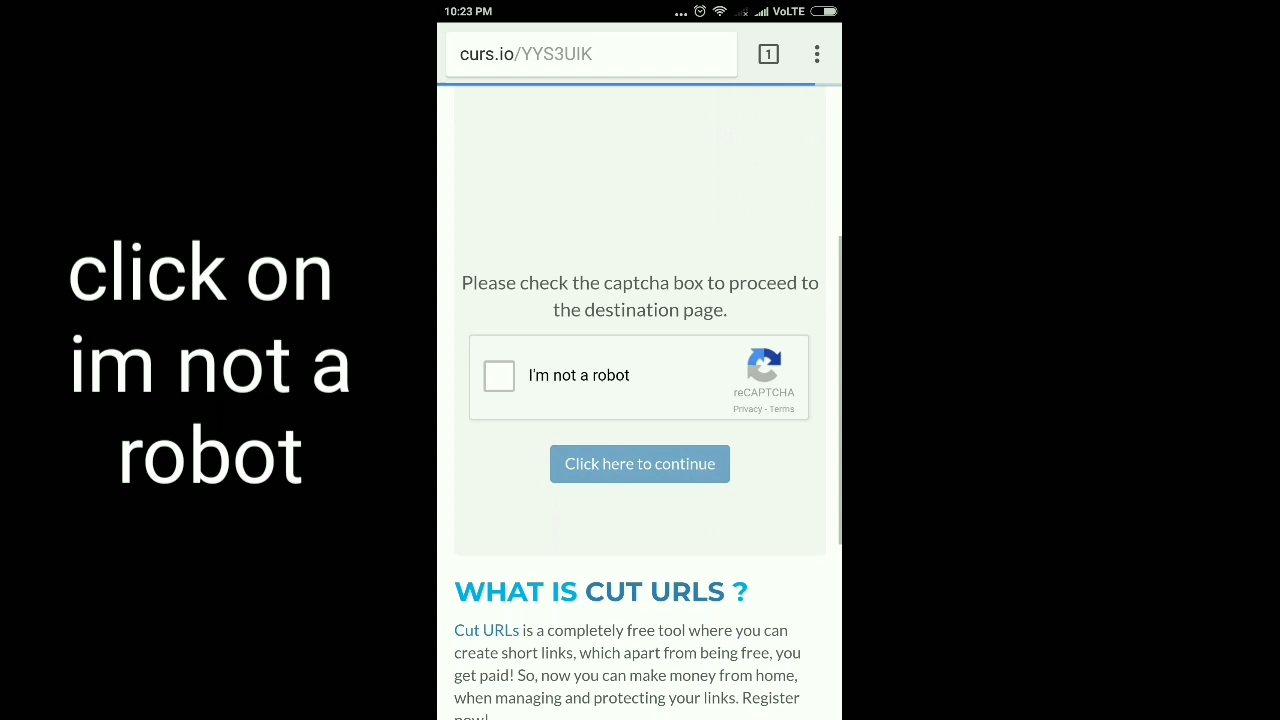 click on
im not a
robot
10:23 PM
... VoLTE
curs.io/YYS3UIK
1
Please check the captcha box to proceed to
the destination page.
I'm not a robot
reCAPTCHA
Privacy - Terms
Click here to continue
WHAT IS CUT URLS ?
Cut URLs is a completely free tool where you can
create short links, which apart from being free, you
get paid! So, now you can make money from home,
when managing and protecting your links. Register
now!